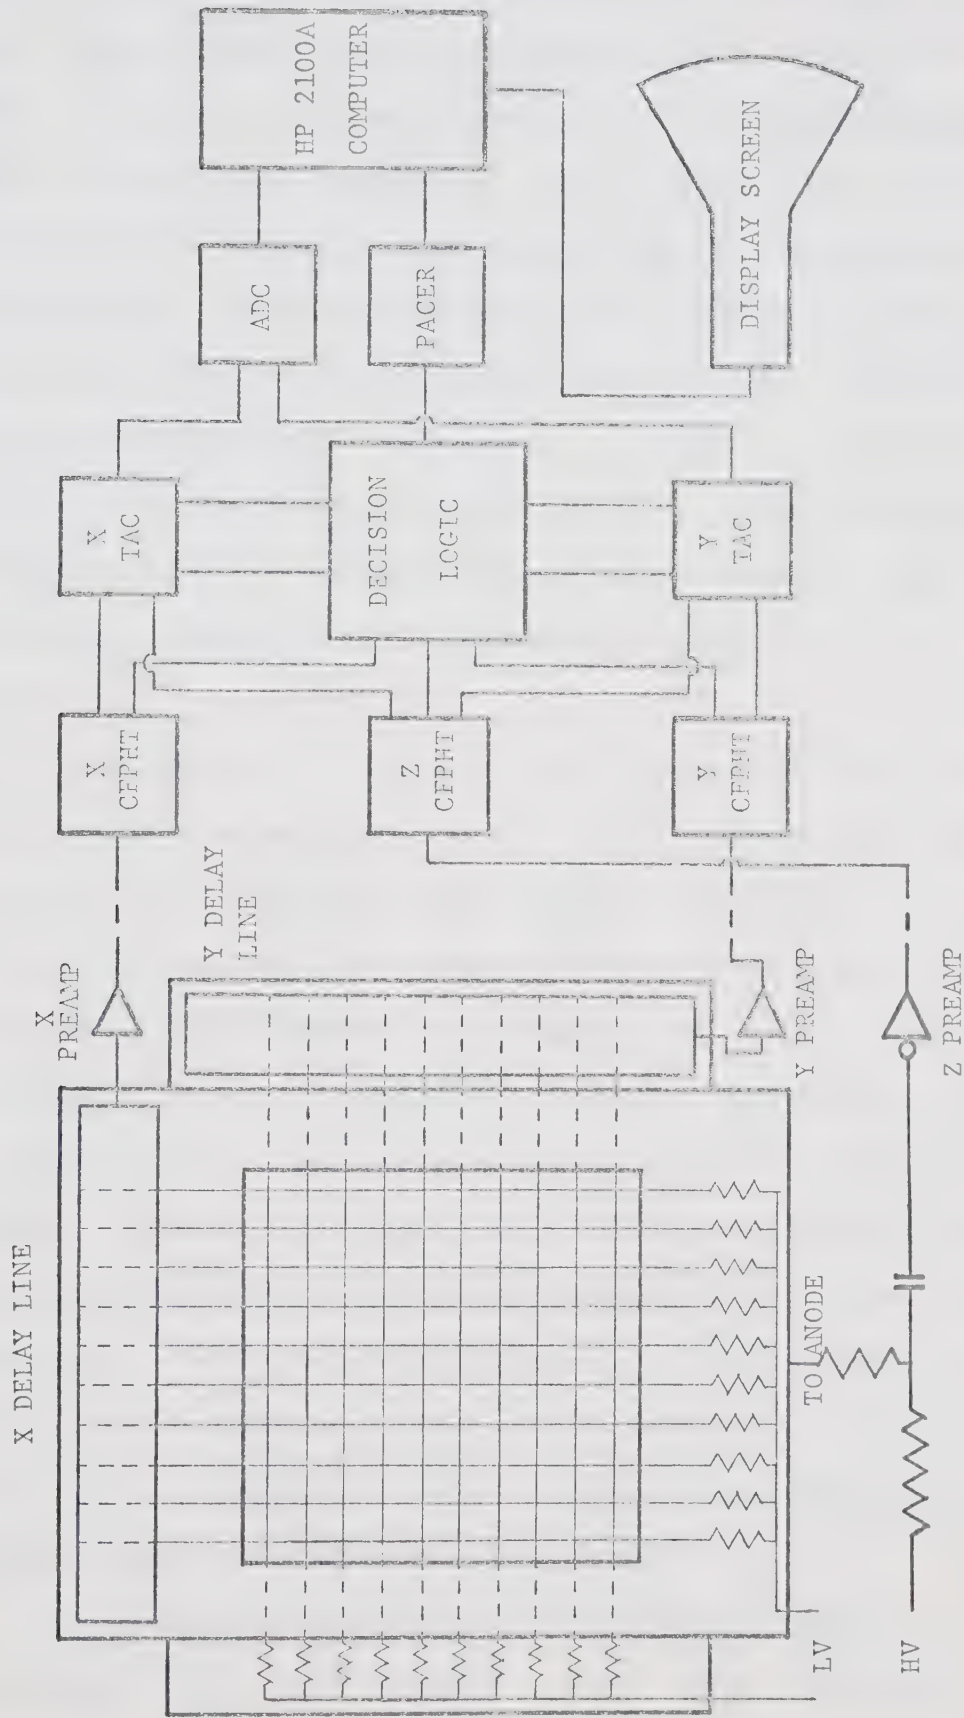 X DELAY LINE
X
PREAMP
Y DELAY
LINE
X
CFPHT
X
TAC
ADC
HP 2100A
COMPUTER
Z
CFPHT
DECISION
LOGIC
PACER
Y
CFPHT
Y
TAC
DISPLAY SCREEN
TO ANODE
Y PREAMP
Z PREAMP
LV
HV